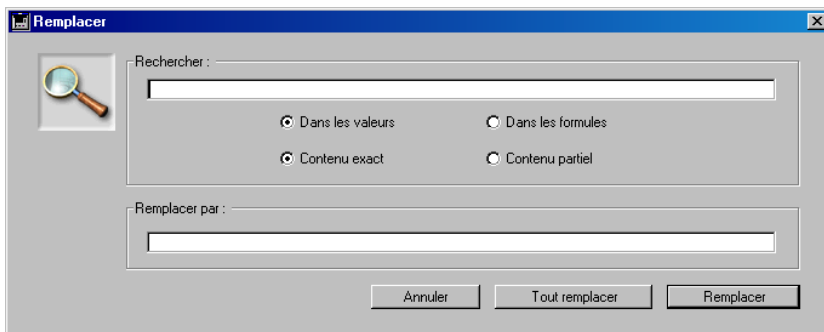 Remplacer
Rechercher :
Dans les valeurs Dans les formules
Contenu exact Contenu partiel
Remplacer par :
Annuler Tout remplacer Remplacer